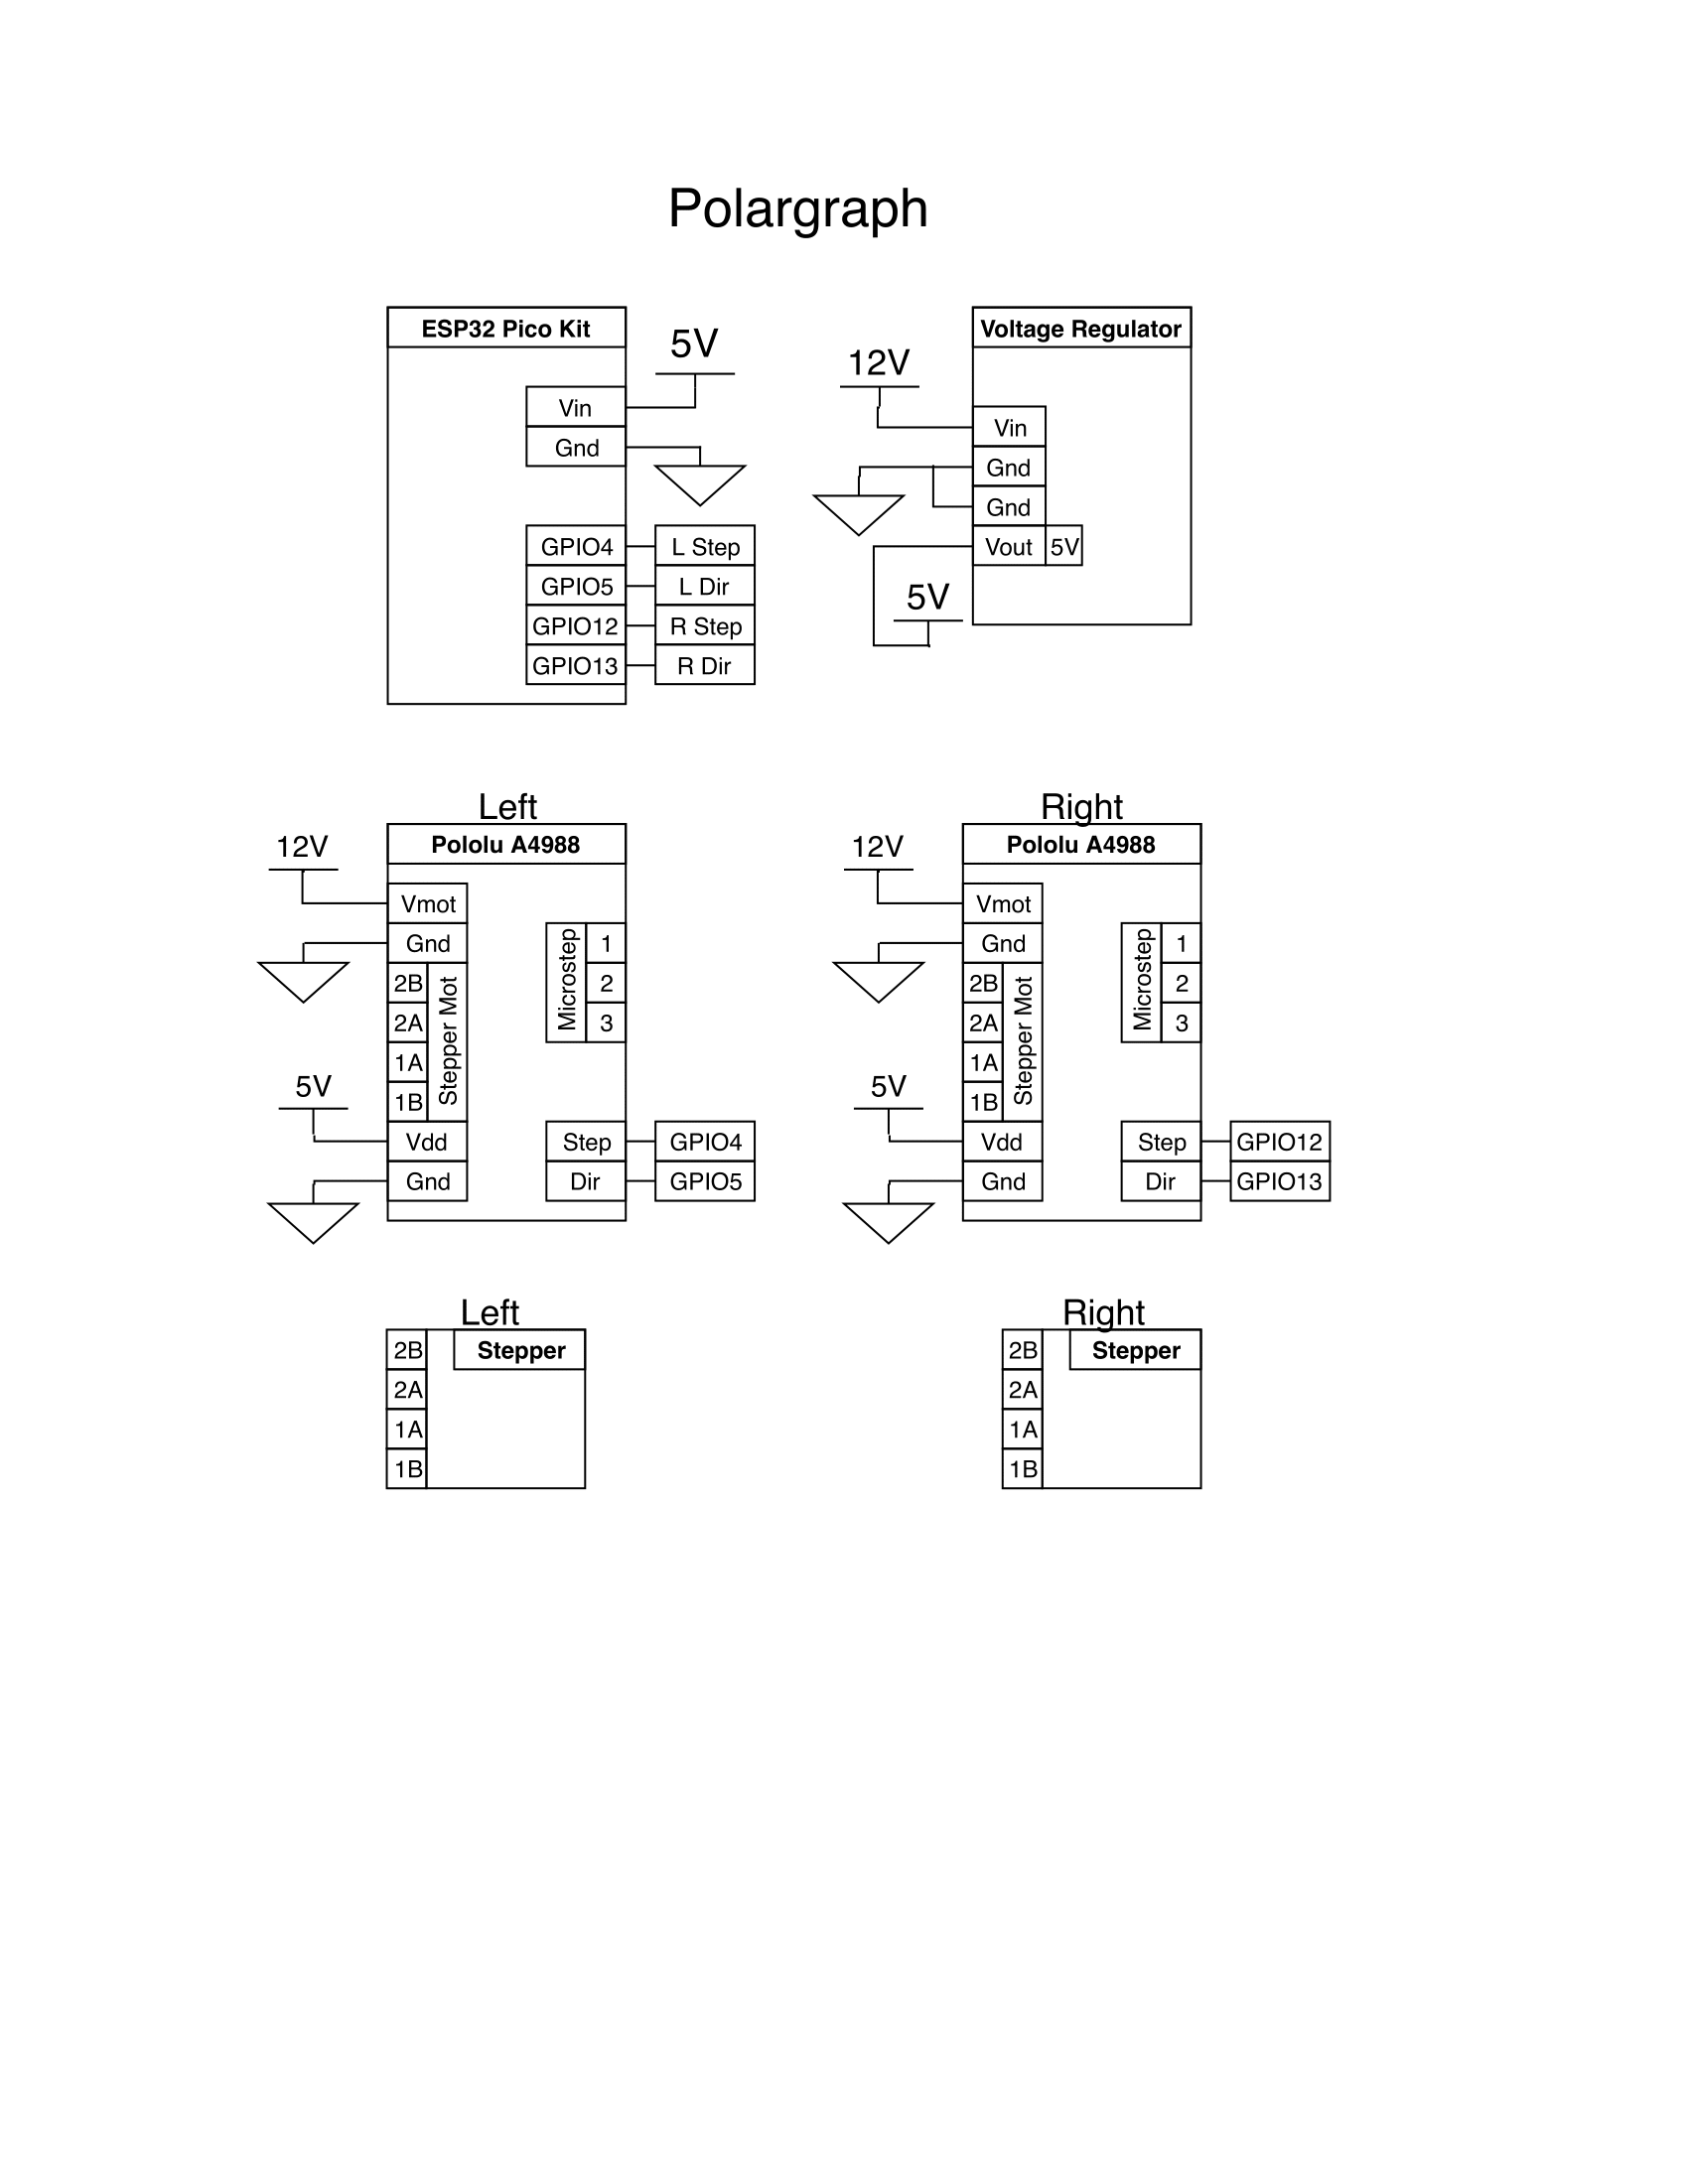 Polargraph
ESP32 Pico Kit
5V
Vin
Gnd
GPIO4 L Step
GPIO5 L Dir
GPIO12 R Step
GPIO13 R Dir
Voltage Regulator
12V
Vin
Gnd
Gnd
Vout 5V
5V
Left
Pololu A4988
12V
Vmot
Gnd
2B
2A
1A
1B
Stepper Mot
Microstep
1
2
3
5V
Vdd
Gnd
Step GPIO4
Dir GPIO5
Right
Pololu A4988
12V
Vmot
Gnd
2B
2A
1A
1B
Stepper Mot
Microstep
1
2
3
5V
Vdd
Gnd
Step GPIO12
Dir GPIO13
Left
Stepper
2B
2A
1A
1B
Right
Stepper
2B
2A
1A
1B